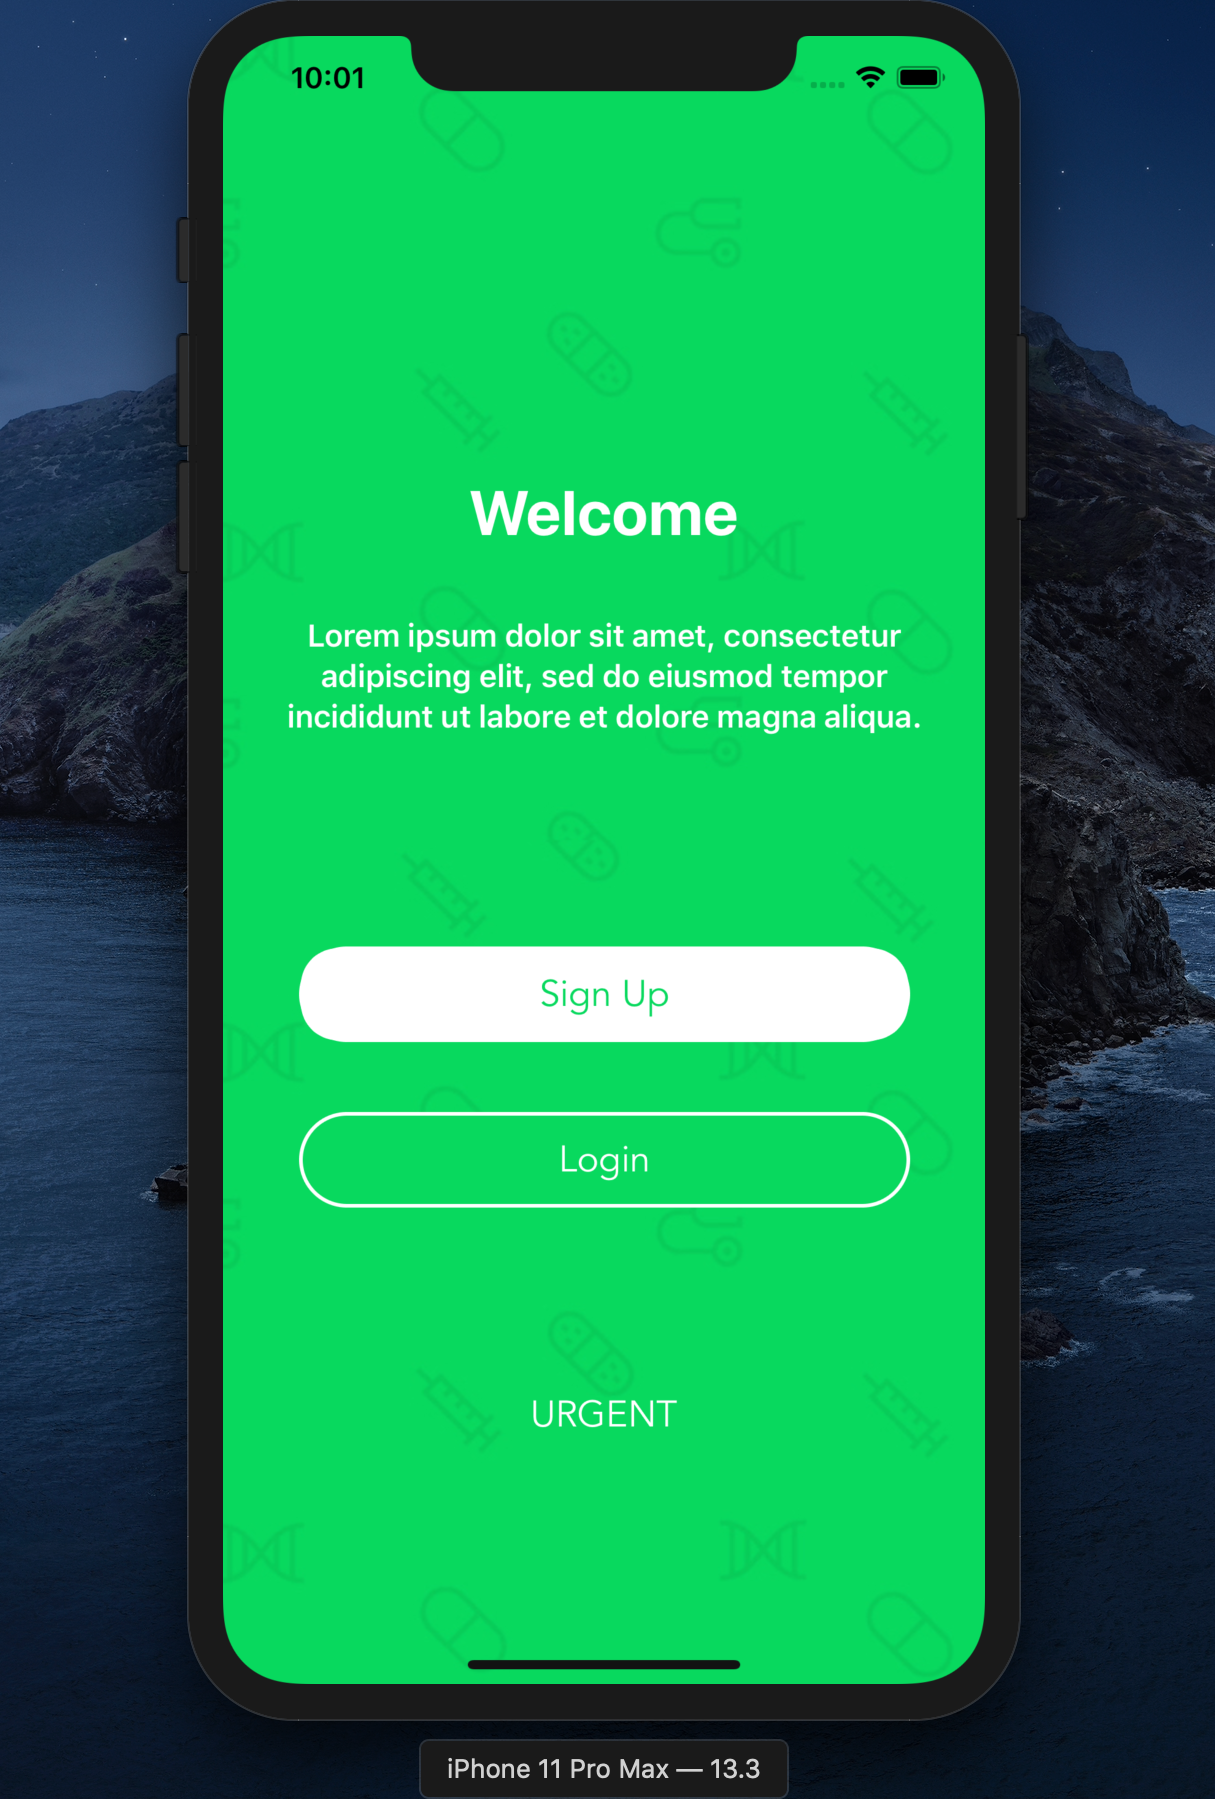 10:01
Welcome
Lorem ipsum dolor sit amet, consectetur
adipiscing elit, sed do eiusmod tempor
incididunt ut labore et dolore magna aliqua.
Sign Up
Login
URGENT
iPhone 11 Pro Max — 13.3